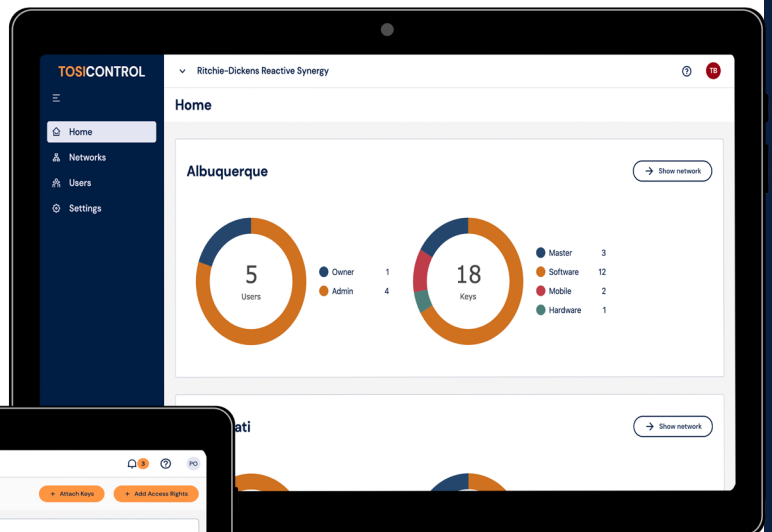 TOSICONTROL
Ritchie-Dickens Reactive Synergy
TB
Home
Home
Networks
Users
Settings
Albuquerque
Show network
5
Users
Owner 1
Admin 4
18
Keys
Master 3
Software 12
Mobile 2
Hardware 1
ati
Show network
3
PO
+ Attach Keys
+ Add Access Rights